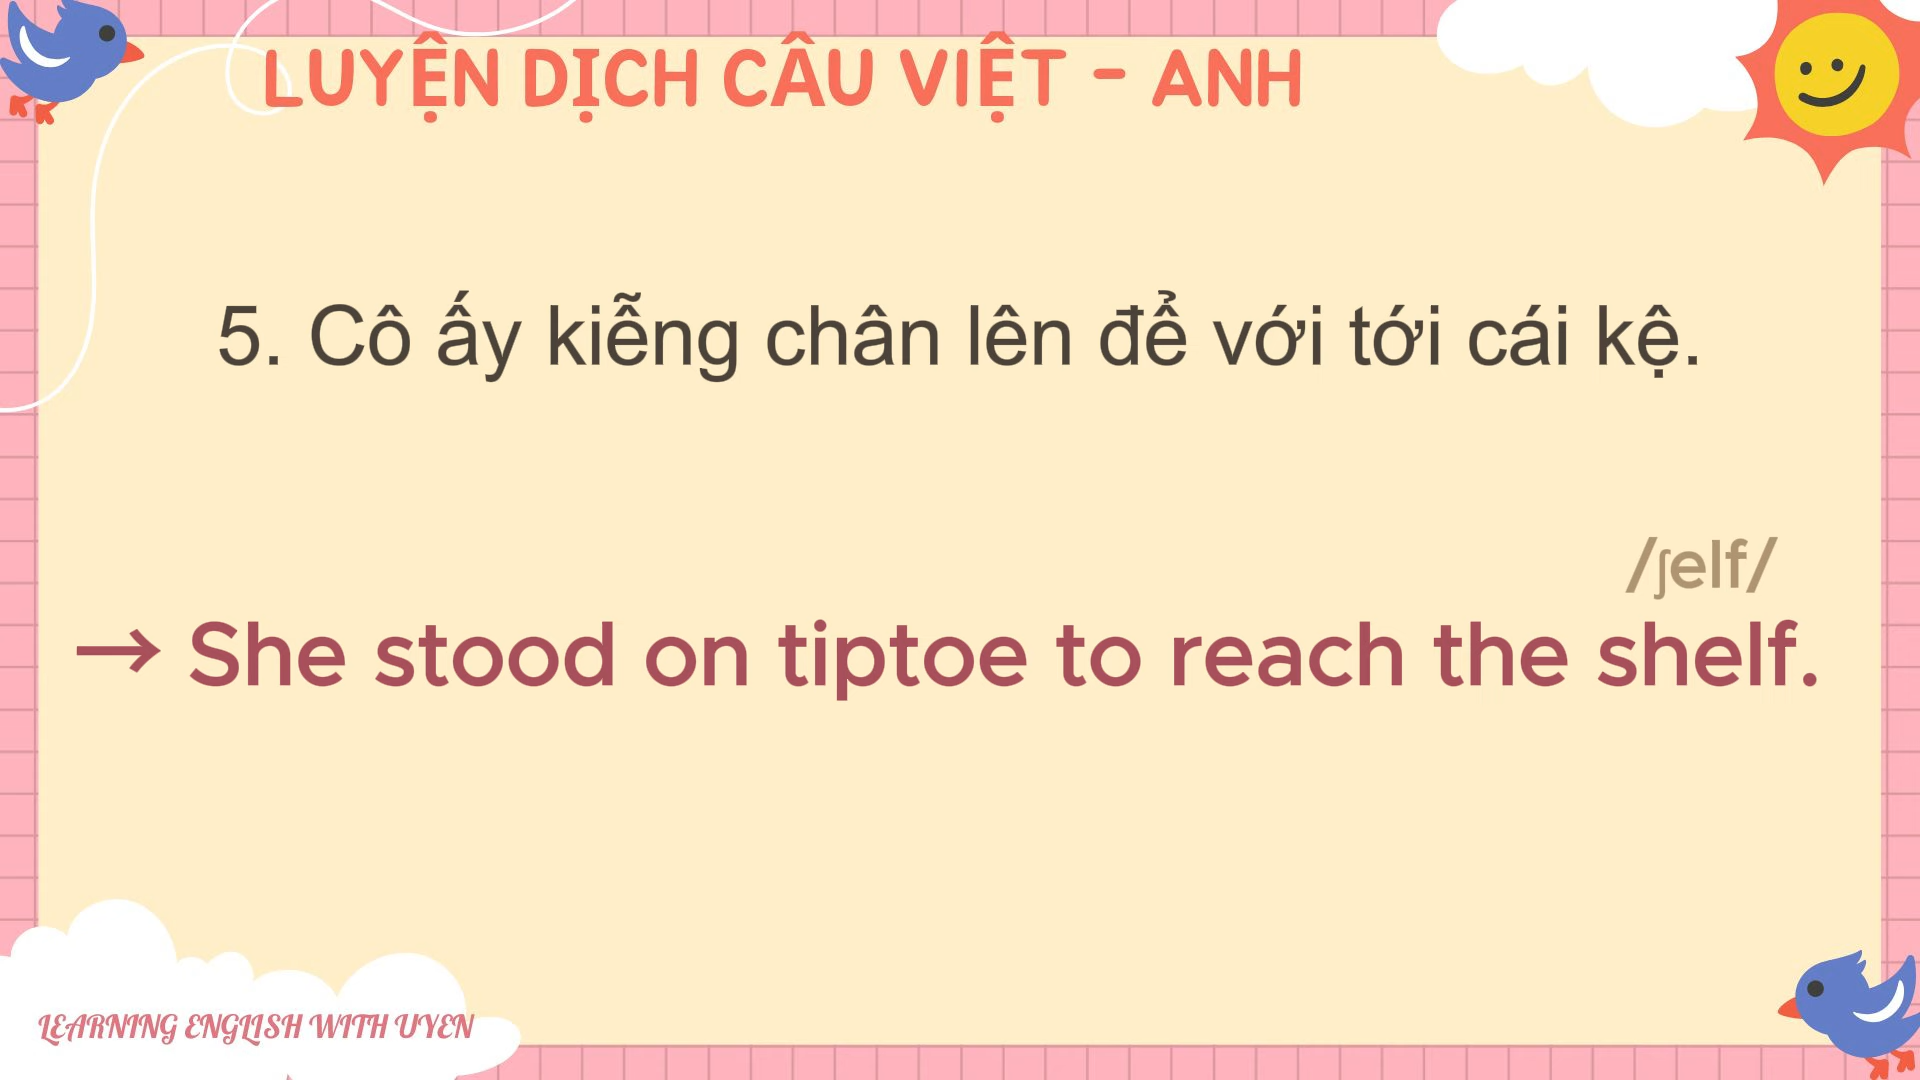 LUYỆN DỊCH CÂU VIỆT - ANH
5. Cô ấy kiễng chân lên để với tới cái kệ.
/ʃelf/
→ She stood on tiptoe to reach the shelf.
LEARNING ENGLISH WITH UYEN